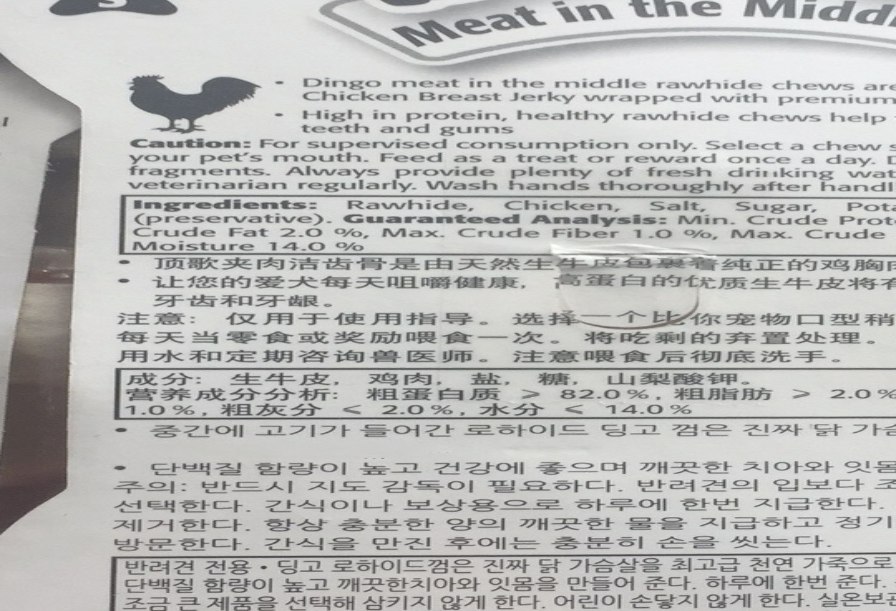 S
Meat in the Middl
• Dingo meat in the middle rawhide chews are
Chicken Breast Jerky wrapped with premium
• High in protein, healthy rawhide chews help
teeth and gums
Caution: For supervised consumption only. Select a chew s
your pet's mouth. Feed as a treat or reward once a day. D
fragments. Always provide plenty of fresh drinking wat
veterinarian regularly. Wash hands thoroughly after handl
Ingredients: Rawhide, Chicken, Salt, Sugar, Pota
(preservative). Guaranteed Analysis: Min. Crude Prot
Crude Fat 2.0 %, Max. Crude Fiber 1.0 %, Max. Crude
Moisture 14.0 %
• 顶歌夹肉洁齿骨是由天然生牛皮包裹着纯正的鸡胸肉
• 让您的爱犬每天咀嚼健康, 高蛋白的优质生牛皮将有
牙齿和牙龈。
注意: 仅用于使用指导。选择一个比你宠物口型稍
每天当零食或奖励喂食一次。将吃剩的弃置处理。
用水和定期咨询兽医师。注意喂食后彻底洗手。
成分: 生牛皮, 鸡肉, 盐, 糖, 山梨酸钾。
营养成分分析: 粗蛋白质 > 82.0%, 粗脂肪 > 2.0%
1.0%, 粗灰分 < 2.0%, 水分 < 14.0%
• 중간에 고기가 들어간 로하이드 딩고 껌은 진짜 닭 가슴
• 단백질 함량이 높고 건강에 좋으며 깨끗한 치아와 잇몸
주의: 반드시 지도 감독이 필요하다. 반려견의 입보다 조
선택한다. 간식이나 보상용으로 하루에 한번 지급한다.
제거한다. 항상 충분한 양의 깨끗한 물을 지급하고 정기
방문한다. 간식을 만진 후에는 충분히 손을 씻는다.
반려견 전용 • 딩고 로하이드껌은 진짜 닭 가슴살을 최고급 천연 가죽으로
단백질 함량이 높고 깨끗한치아와 잇몸을 만들어 준다. 하루에 한번 준다.
조금 큰 제품을 선택해 삼키지 않게 한다. 어린이 손닿지 않게 한다. 실온보관